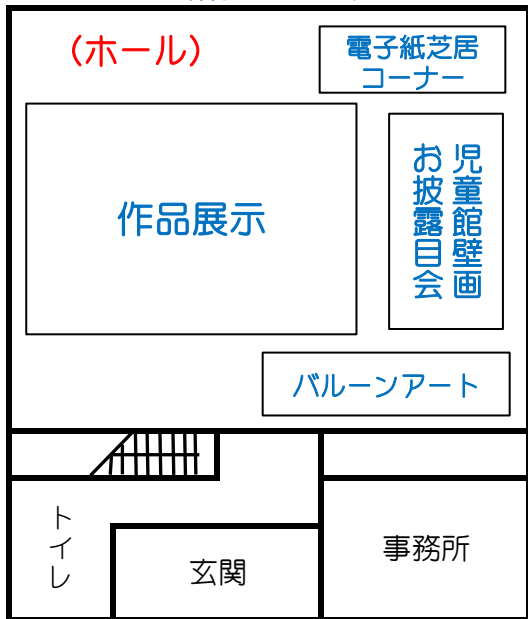 (ホール)
電子紙芝居
コーナー
作品展示
児童館壁画
お披露目会
バルーンアート
トイレ
玄関
事務所